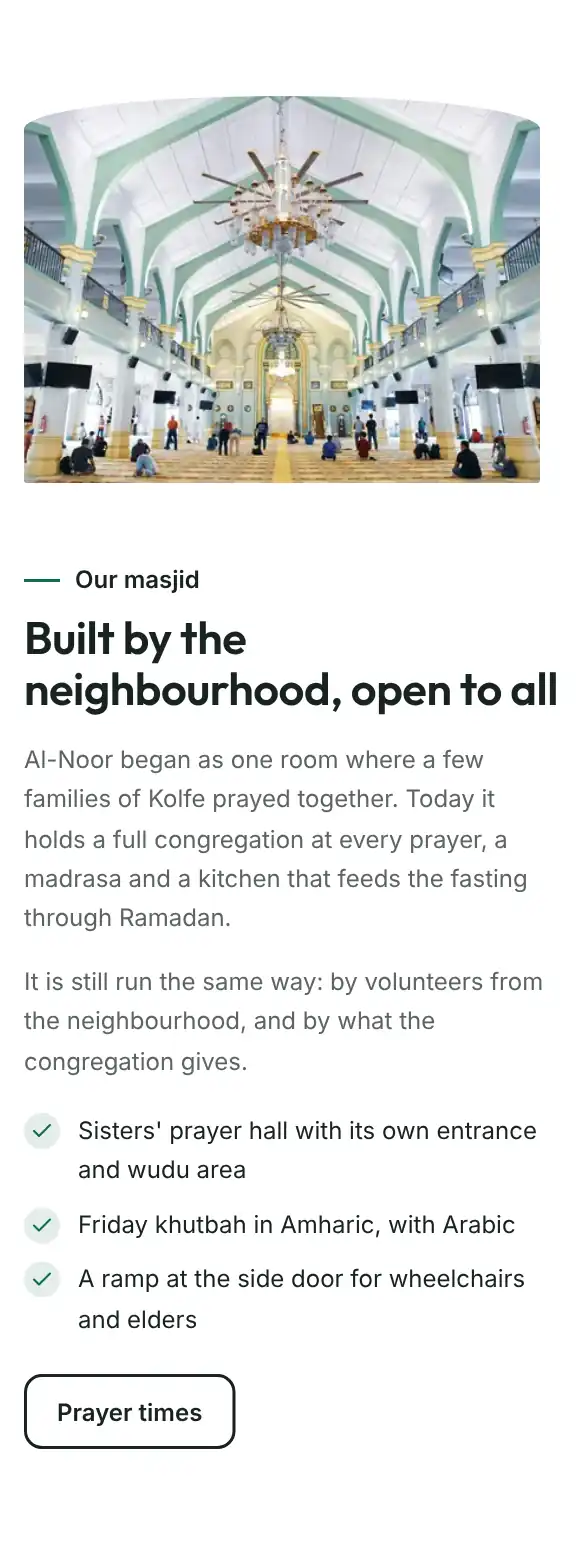 Our masjid
Built by the
neighbourhood, open to all
Al-Noor began as one room where a few
families of Kolfe prayed together. Today it
holds a full congregation at every prayer, a
madrasa and a kitchen that feeds the fasting
through Ramadan.
It is still run the same way: by volunteers from
the neighbourhood, and by what the
congregation gives.
Sisters' prayer hall with its own entrance
and wudu area
Friday khutbah in Amharic, with Arabic
A ramp at the side door for wheelchairs
and elders
Prayer times